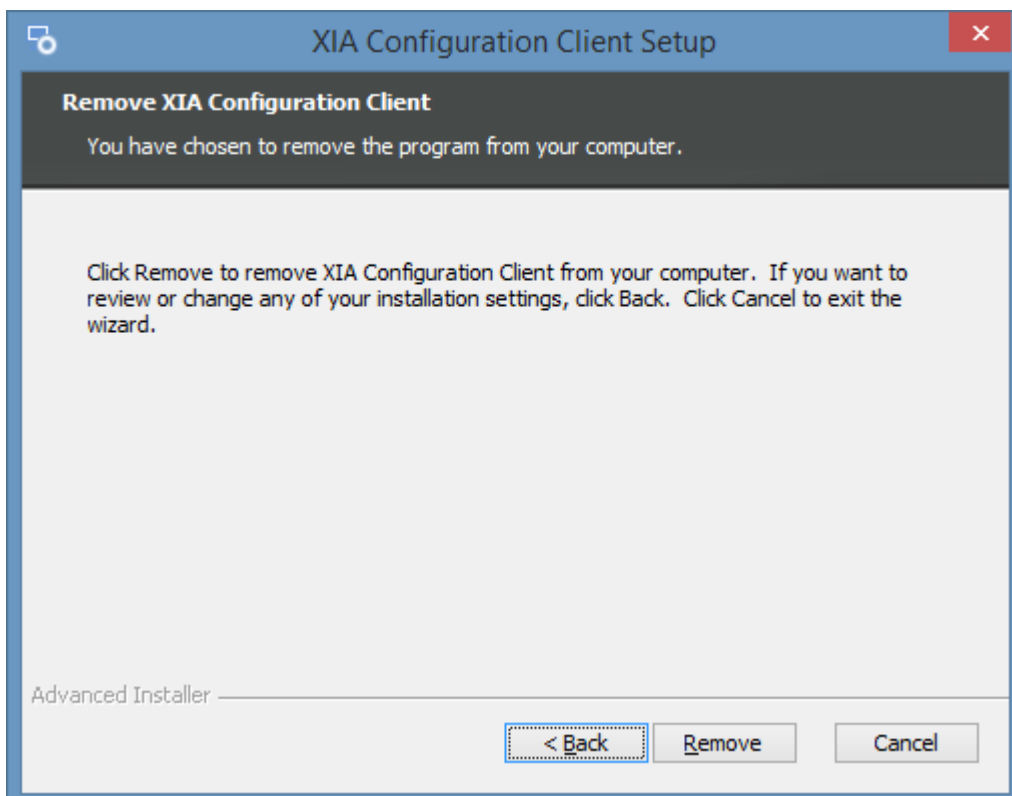 XIA Configuration Client Setup
Remove XIA Configuration Client
You have chosen to remove the program from your computer.
Click Remove to remove XIA Configuration Client from your computer.  If you want to
review or change any of your installation settings, click Back.  Click Cancel to exit the
wizard.
Advanced Installer
< Back
Remove
Cancel